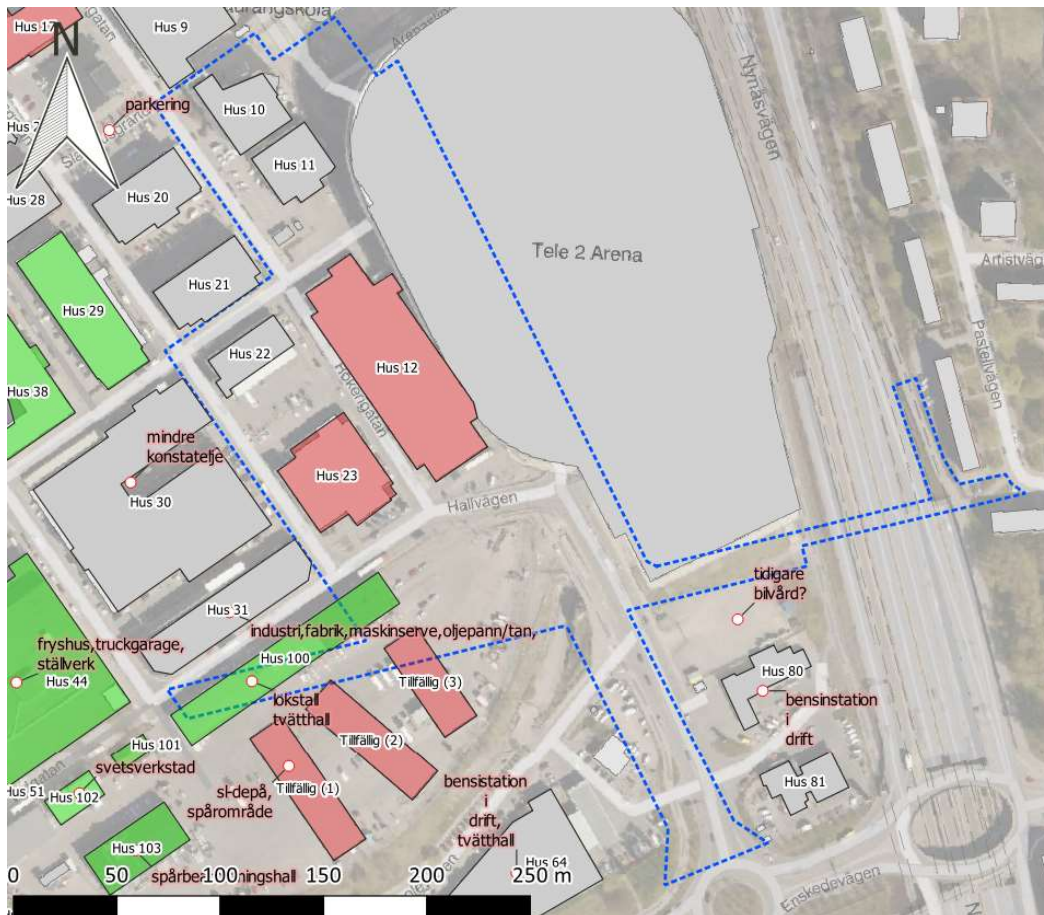 Hus 17
Hus 9
N
parkering
Hus 10
Hus 11
Nynäsvägen
Hus 20
Hus 28
Tele 2 Arena
Artistväg
Hus 21
Hus 29
Pastellvägen
Hus 22
Hus 12
Hus 38
Hökerigatan
mindre
konstatelje
Hus 23
Hus 30
Hallvägen
tidigare
bilvård?
Hus 31
industri,fabrik,maskinserve,oljepann/tan,
fryshus,truckgarage,
ställverk
Hus 44
Hus 100
Hus 80
Tillfällig (3)
lokstall
tvätthall
bensinstation
i
drift
Tillfällig (2)
Hus 101
svetsverkstad
Tillfällig (1)
sl-depå,
spårområde
bensistation
i
drift,
tvätthall
Hus 81
Hus 51
Hus 102
Hus 103
Hus 64
Enskedevägen
0 50 100 150 200 250 m